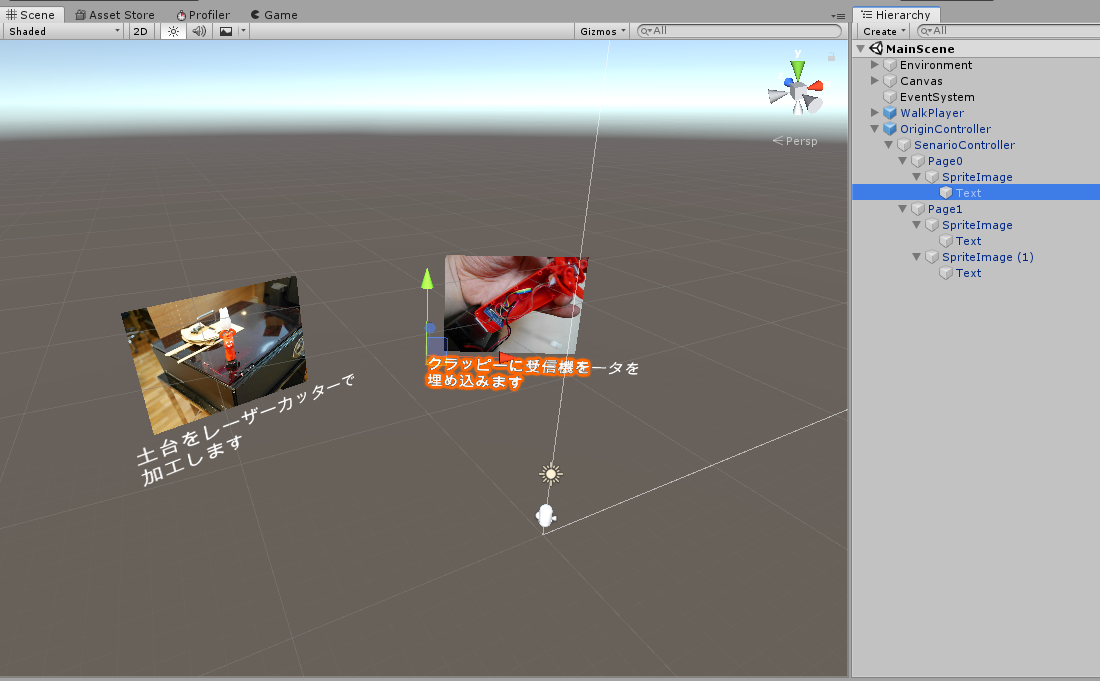 Scene
Asset Store
Profiler
Game
Shaded
2D
Gizmos
All
y
Persp
クラッピーに受信機を ータを
埋め込みます
土台をレーザーカッターで
加工します
Hierarchy
Create
All
MainScene
Environment
Canvas
EventSystem
WalkPlayer
OriginController
SenarioController
Page0
SpriteImage
Text
Page1
SpriteImage
Text
SpriteImage (1)
Text